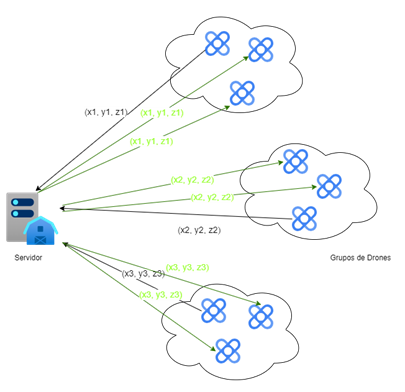 (x1, y1, z1)
(x1, y1, z1)
(x1, y1, z1)
(x2, y2, z2)
(x2, y2, z2)
(x2, y2, z2)
Servidor
Grupos de Drones
(x3, y3, z3)
(x3, y3, z3)
(x3, y3, z3)